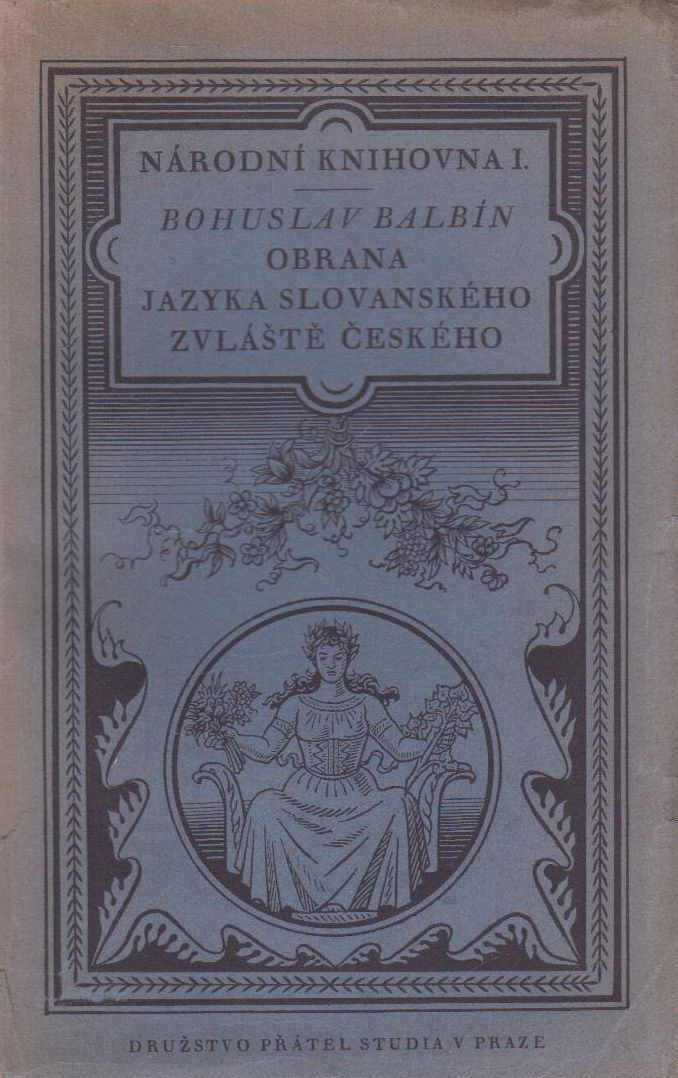 NÁRODNÍ KNIHOVNA I.
BOHUSLAV BALBÍN
OBRANA
JAZYKA SLOVANSKÉHO
ZVLÁŠTĚ ČESKÉHO
DRUŽSTVO PŘÁTEL STUDIA V PRAZE